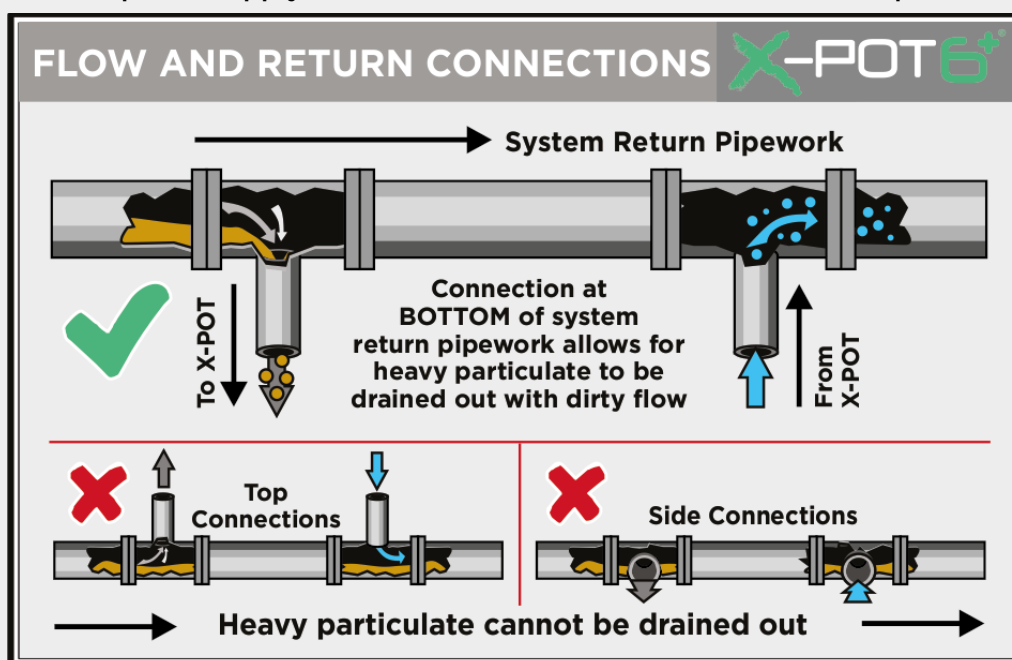 FLOW AND RETURN CONNECTIONS X-POT6+®
System Return Pipework
To X-POT
Connection at
BOTTOM of system
return pipework allows for
heavy particulate to be
drained out with dirty flow
From
X-POT
Top
Connections
Side Connections
Heavy particulate cannot be drained out